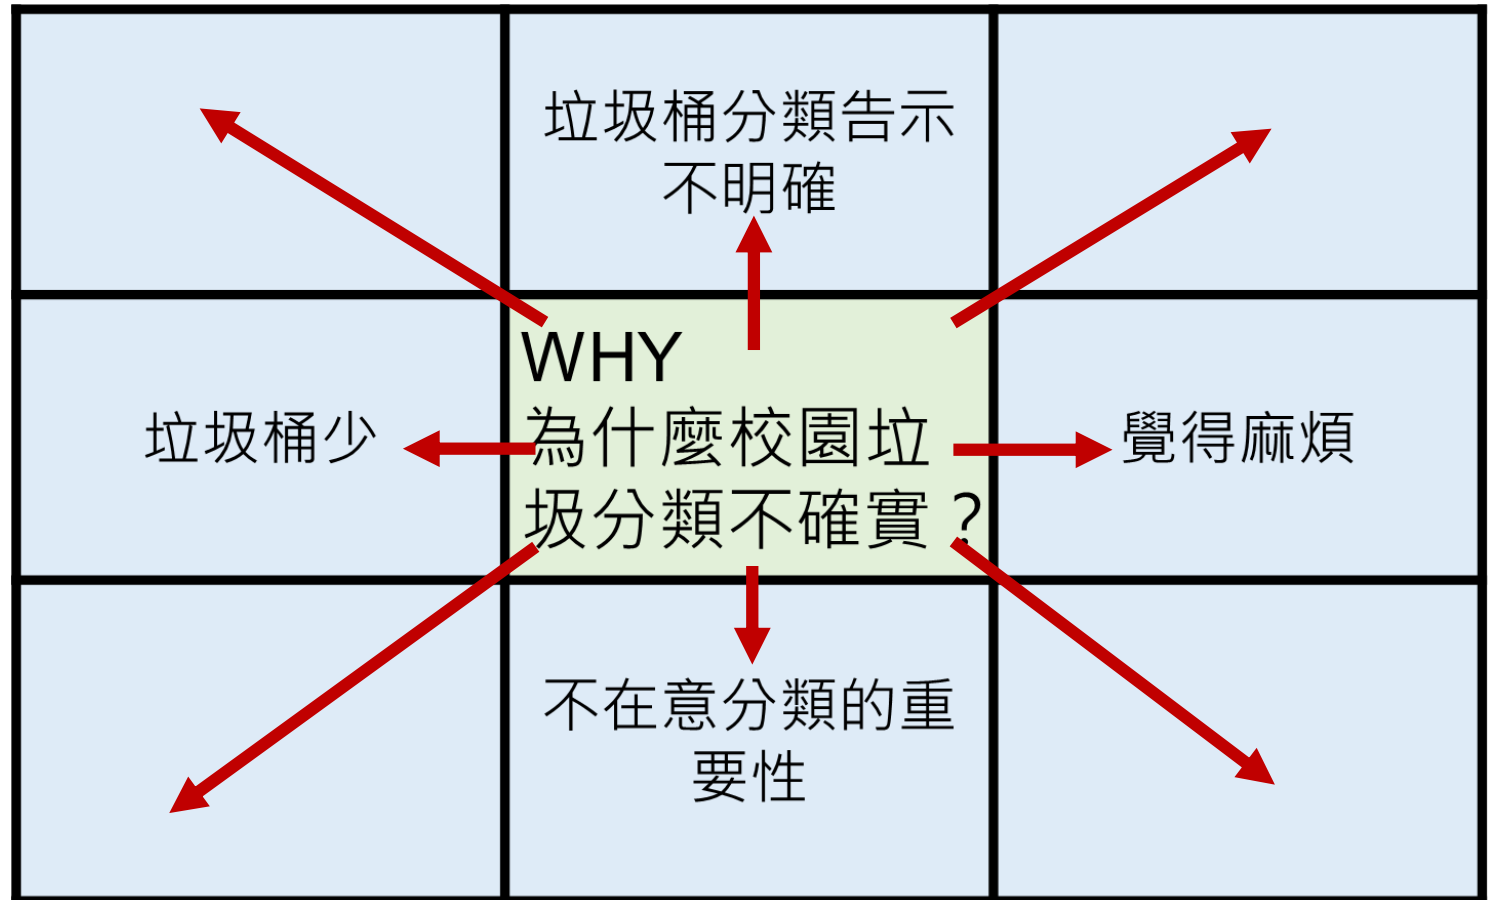 垃圾桶分類告示
不明確
垃圾桶少
WHY
為什麼校園垃
圾分類不確實？
覺得麻煩
不在意分類的重
要性